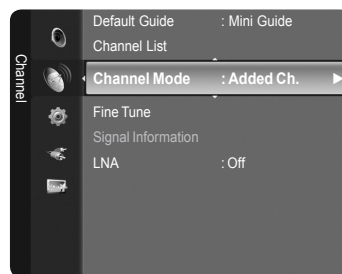 Channel
Default Guide : Mini Guide
Channel List
Channel Mode : Added Ch.
Fine Tune
Signal Information
LNA : Off